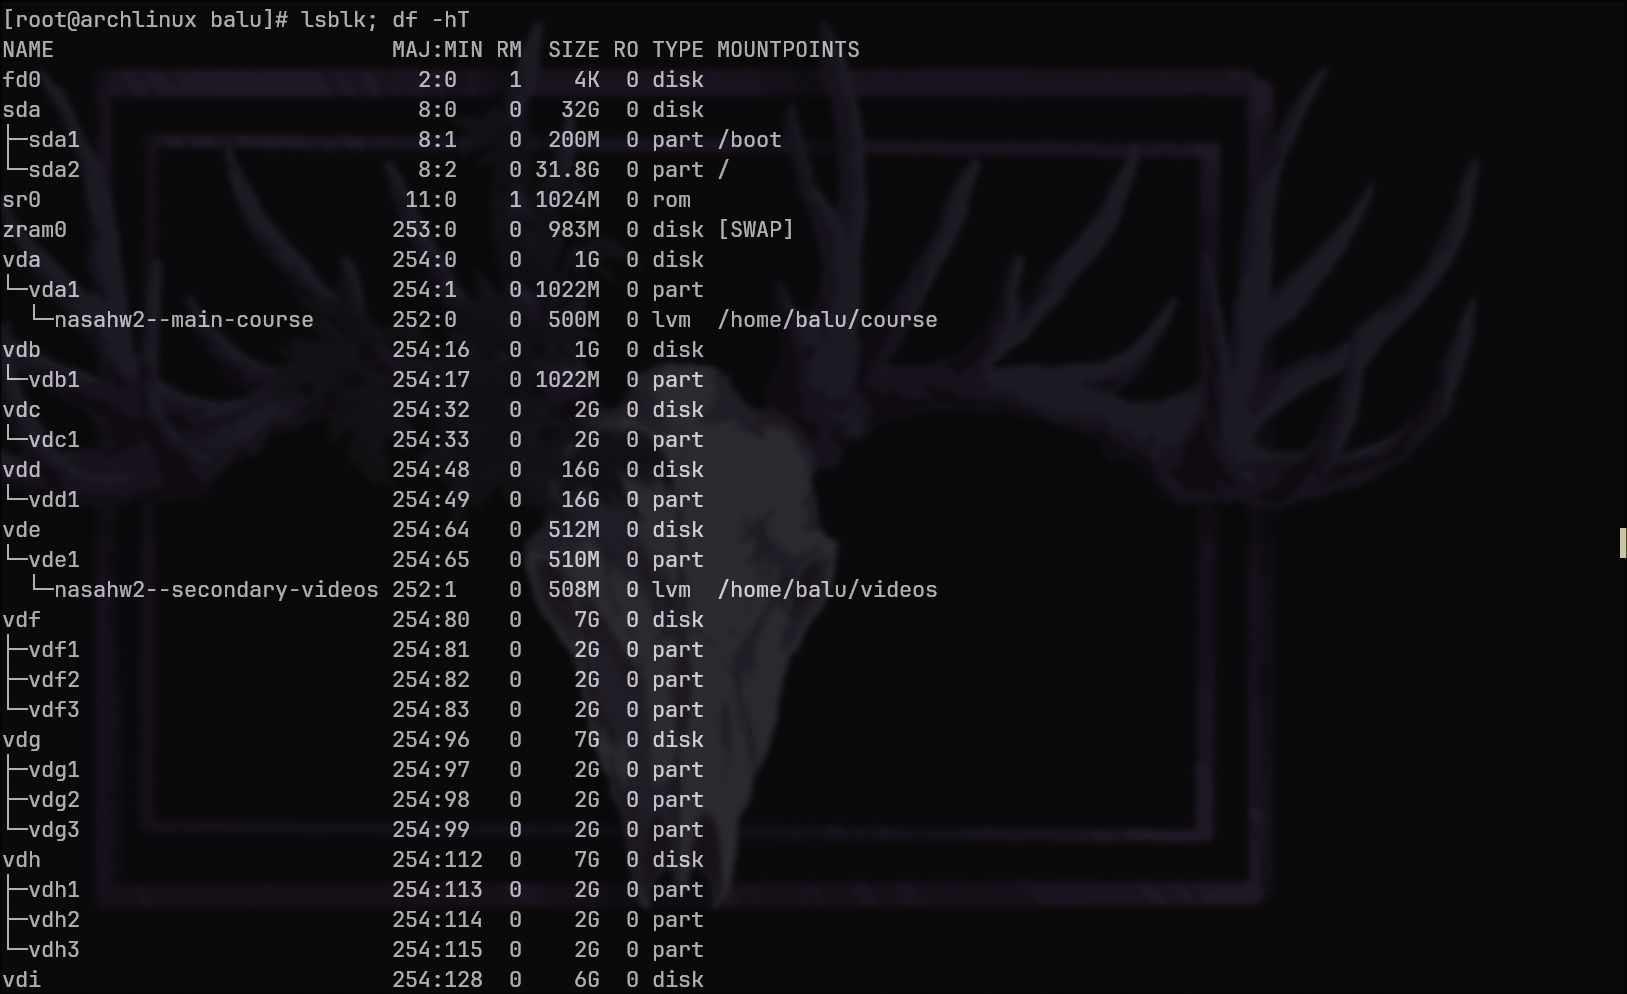 [root@archlinux balu]# lsblk; df -hT
NAME                          MAJ:MIN RM   SIZE RO TYPE MOUNTPOINTS
fd0                             2:0    1     4K  0 disk
sda                             8:0    0    32G  0 disk
├─sda1                          8:1    0   200M  0 part /boot
└─sda2                          8:2    0 31.8G  0 part /
sr0                            11:0    1 1024M  0 rom
zram0                         253:0    0   983M  0 disk [SWAP]
vda                           254:0    0     1G  0 disk
└─vda1                        254:1    0 1022M  0 part
  └─nasahw2--main-course      252:0    0   500M  0 lvm  /home/balu/course
vdb                           254:16   0     1G  0 disk
└─vdb1                        254:17   0 1022M  0 part
vdc                           254:32   0     2G  0 disk
└─vdc1                        254:33   0     2G  0 part
vdd                           254:48   0    16G  0 disk
└─vdd1                        254:49   0    16G  0 part
vde                           254:64   0   512M  0 disk
└─vde1                        254:65   0   510M  0 part
  └─nasahw2--secondary-videos 252:1    0   508M  0 lvm  /home/balu/videos
vdf                           254:80   0     7G  0 disk
├─vdf1                        254:81   0     2G  0 part
├─vdf2                        254:82   0     2G  0 part
└─vdf3                        254:83   0     2G  0 part
vdg                           254:96   0     7G  0 disk
├─vdg1                        254:97   0     2G  0 part
├─vdg2                        254:98   0     2G  0 part
└─vdg3                        254:99   0     2G  0 part
vdh                           254:112  0     7G  0 disk
├─vdh1                        254:113  0     2G  0 part
├─vdh2                        254:114  0     2G  0 part
└─vdh3                        254:115  0     2G  0 part
vdi                           254:128  0     6G  0 disk